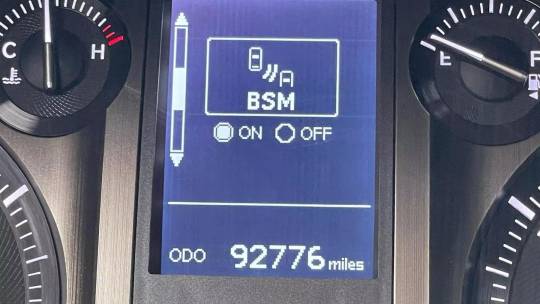 C H
E F
BSM
ON OFF
ODO 92776 miles